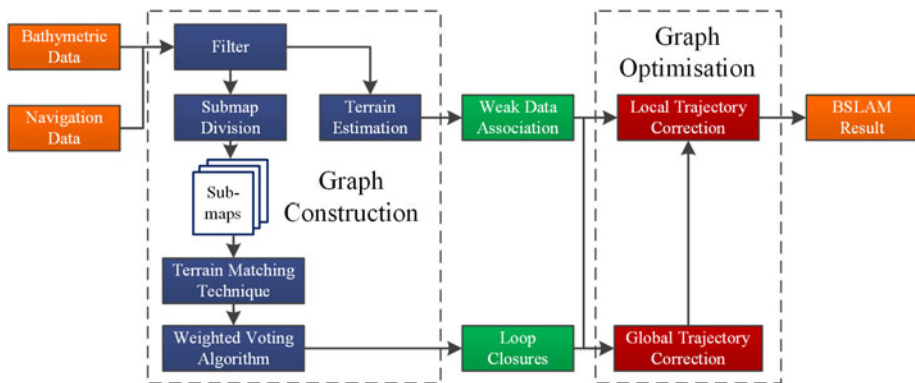 Bathymetric
Data
Navigation
Data
Filter
Submap
Division
Terrain
Estimation
Sub-
maps
Graph
Construction
Terrain Matching
Technique
Weighted Voting
Algorithm
Weak Data
Association
Loop
Closures
Graph
Optimisation
Local Trajectory
Correction
Global Trajectory
Correction
BSLAM
Result